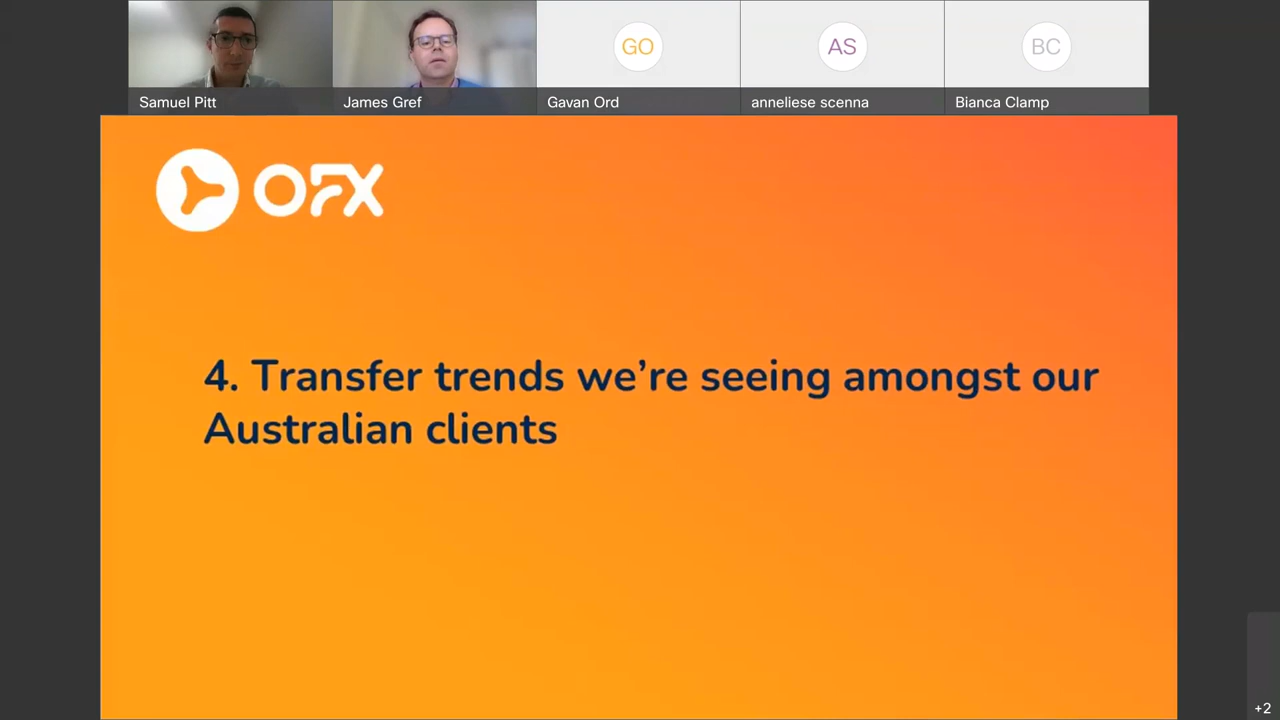 GO
AS
BC
Samuel Pitt
James Gref
Gavan Ord
anneliese scenna
Bianca Clamp
OFX
4. Transfer trends we’re seeing amongst our
Australian clients
+2